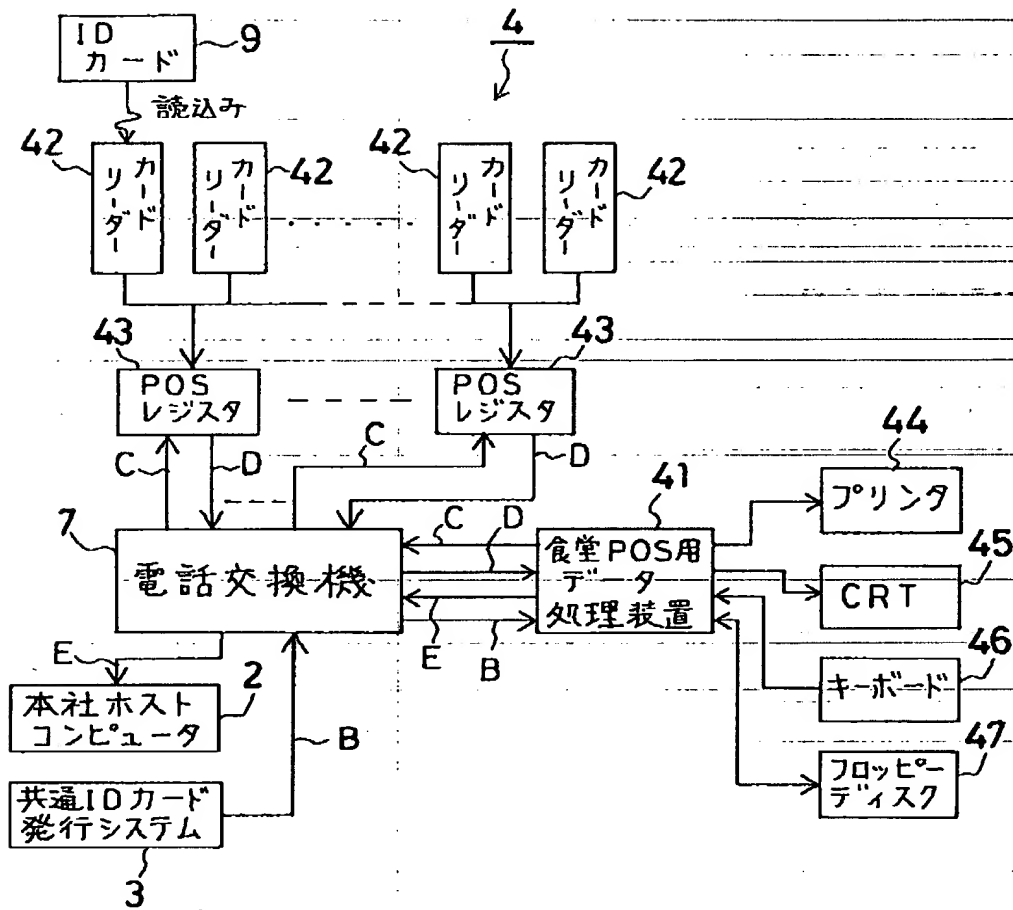 ID
カード
9
4
読込み
42
カード
リーダー
カード
リーダー
42
42
カード
リーダー
カード
リーダー
42
43
POS
レジスタ
43
POS
レジスタ
C
D
C
D
44
プリンタ
7
電話交換機
C
D
E
B
41
食堂POS用
データ
処理装置
45
CRT
46
キーボード
47
フロッピー
ディスク
E
本社ホスト
コンピュータ
2
B
共通IDカード
発行システム
3